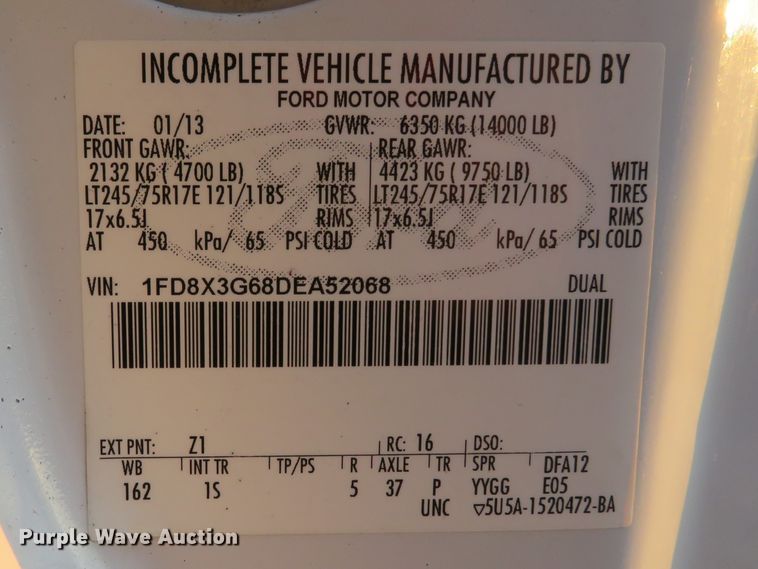 INCOMPLETE VEHICLE MANUFACTURED BY
FORD MOTOR COMPANY
DATE: 01/13 GVWR: 6350 KG (14000 LB)
FRONT GAWR: REAR GAWR:
2132 KG ( 4700 LB) WITH 4423 KG ( 9750 LB) WITH
LT245/75R17E 121/118S TIRES LT245/75R17E 121/118S TIRES
17x6.5J RIMS 17x6.5J RIMS
AT 450 kPa/ 65 PSI COLD AT 450 kPa/ 65 PSI COLD
VIN: 1FD8X3G68DEA52068 DUAL
EXT PNT: Z1 RC: 16 DSO:
WB INT TR TP/PS R AXLE TR SPR DFA12
162 1S 5 37 P YYGG E05
UNC ▽5U5A-1520472-BA
Purple Wave Auction